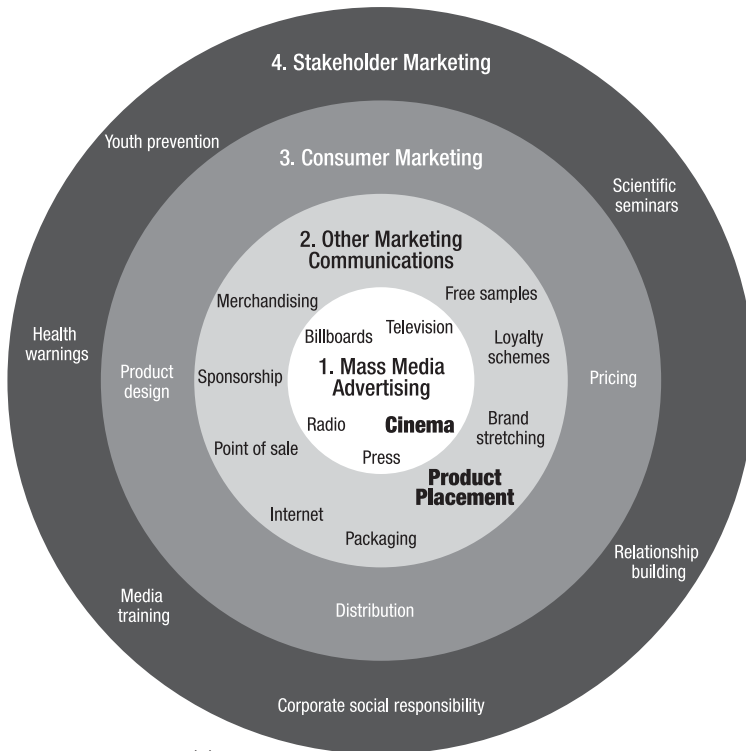 4. Stakeholder Marketing
Youth prevention
3. Consumer Marketing
Scientific
seminars
2. Other Marketing
Communications
Merchandising
Free samples
Billboards
Television
Health
warnings
Loyalty
schemes
Product
design
Sponsorship
1. Mass Media
Advertising
Pricing
Radio
Cinema
Brand
stretching
Point of sale
Press
Product
Placement
Internet
Packaging
Relationship
building
Media
training
Distribution
Corporate social responsibility